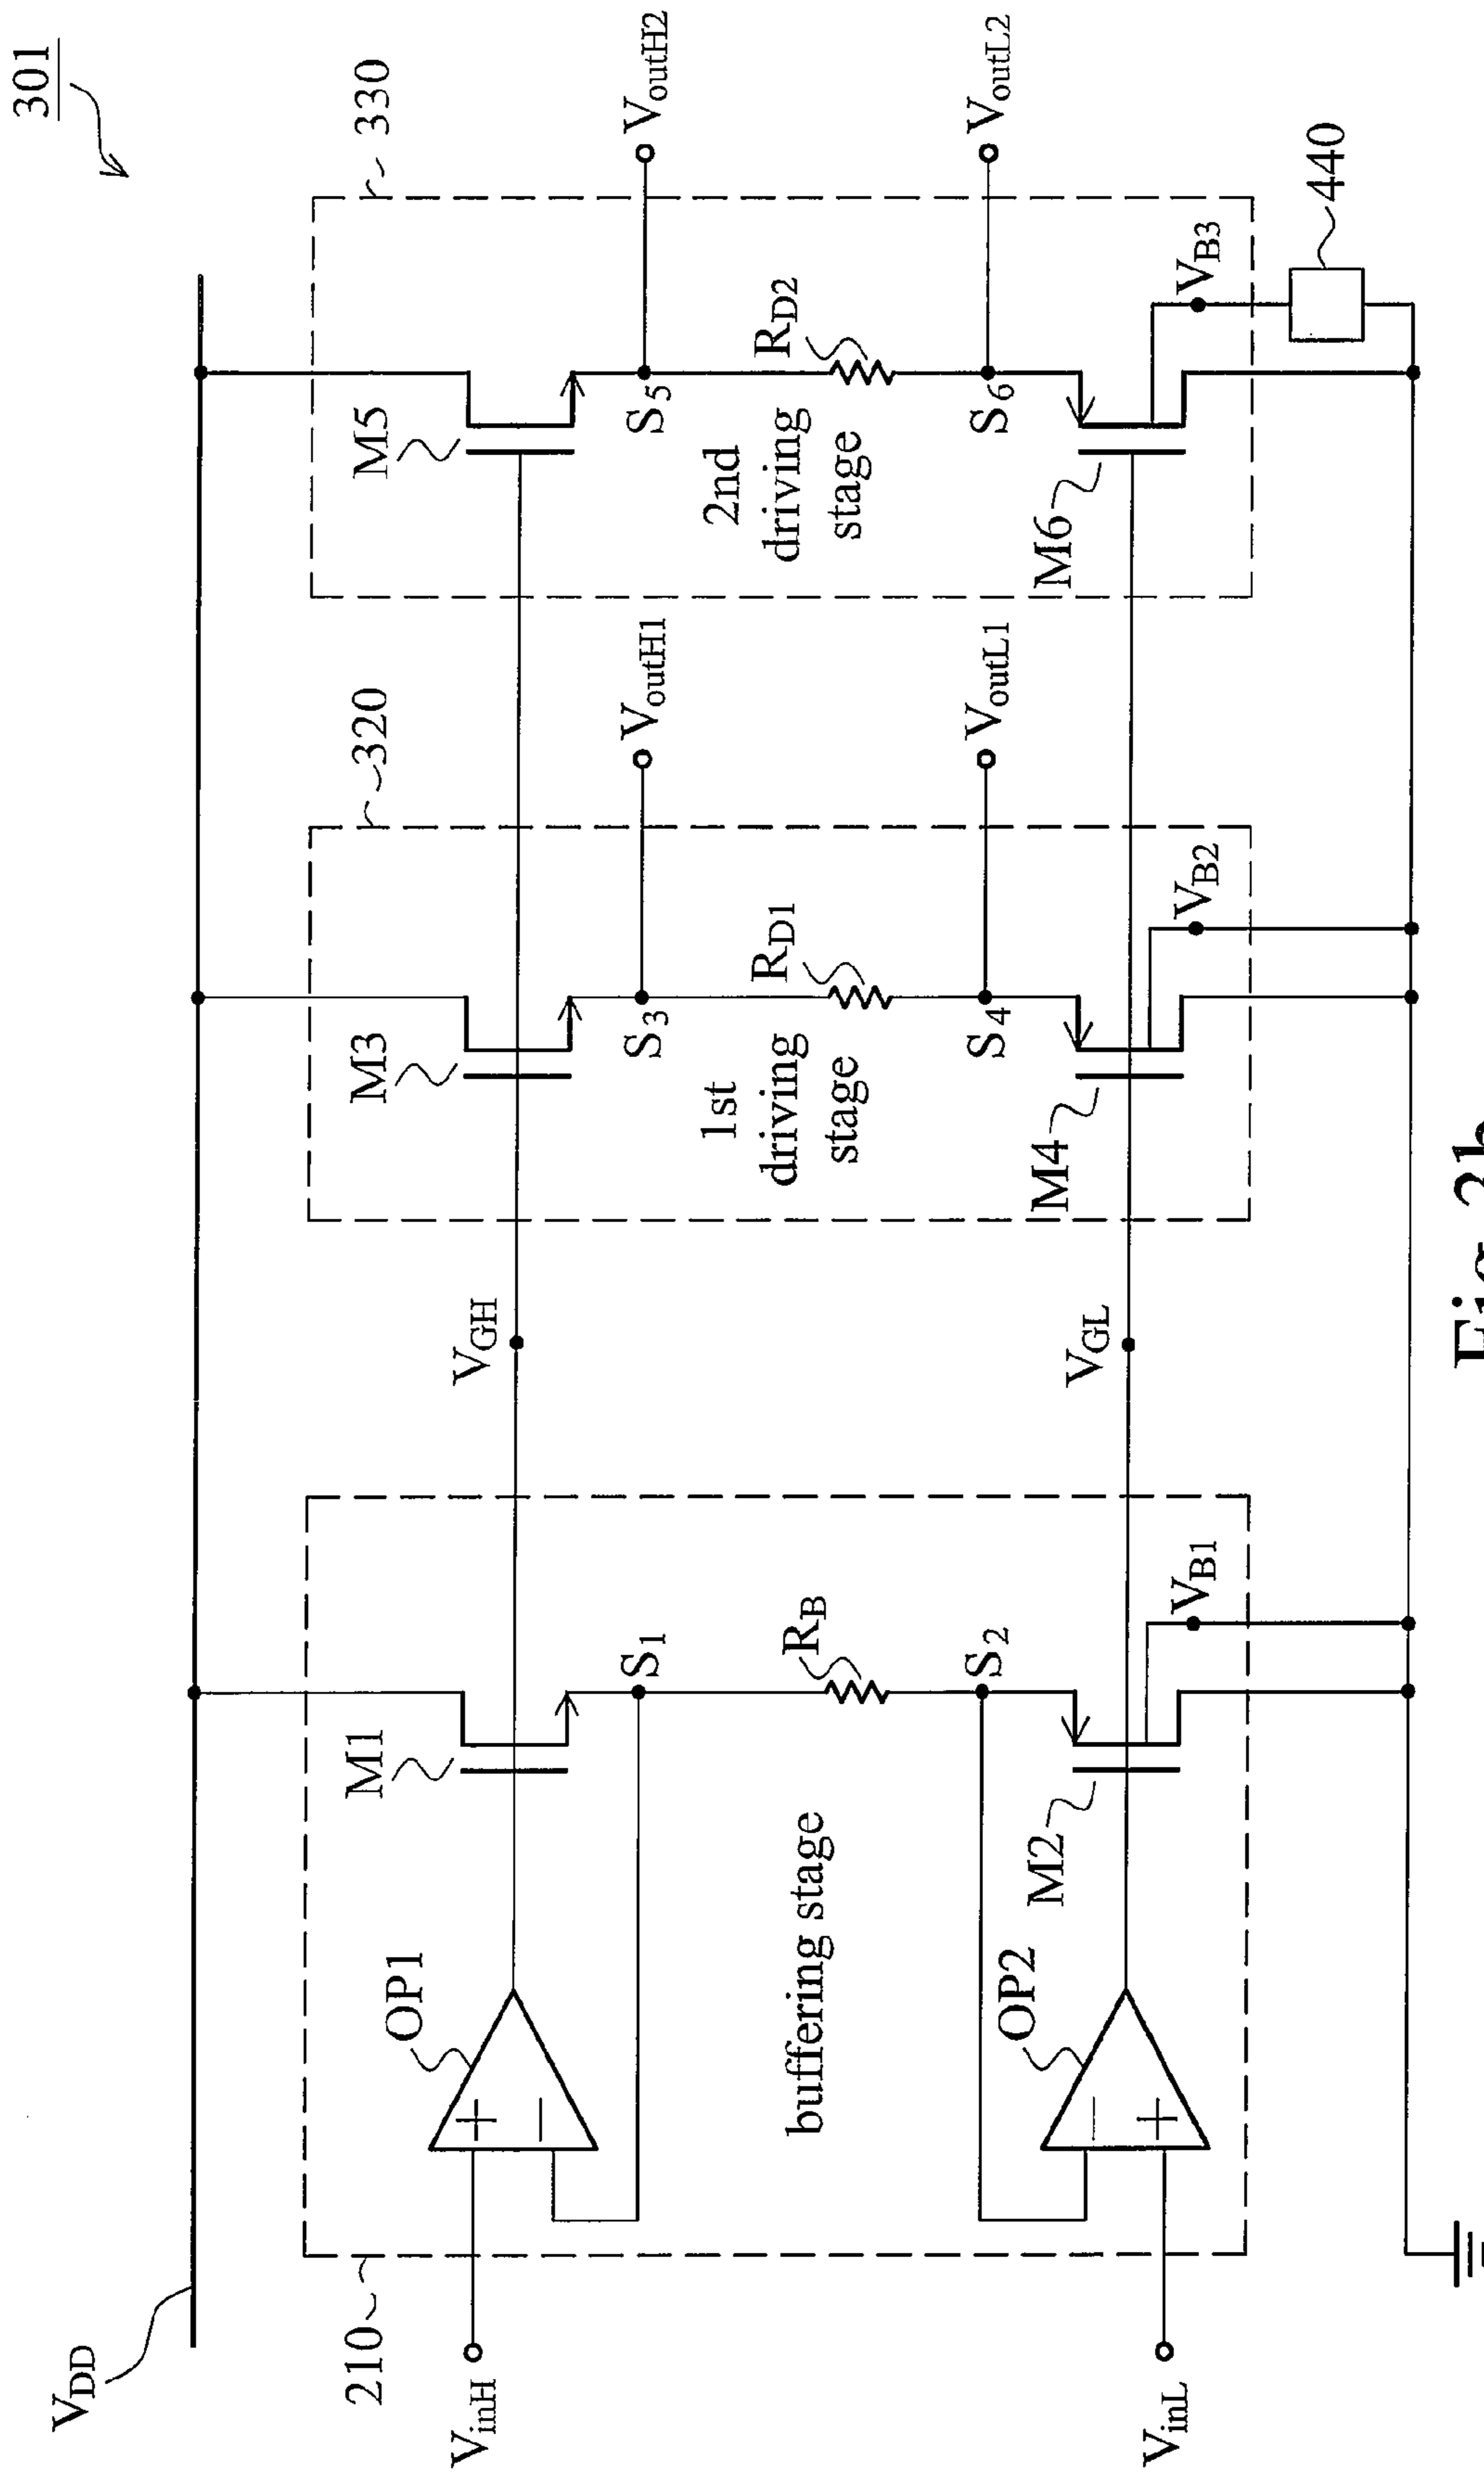 301
V_DD
210
V_inH
V_inL
OP1
OP2
buffering stage
M1
M2
S_1
R_B
S_2
V_B1
V_GH
V_GL
320
M3
M4
1st
driving
stage
S_3
R_D1
S_4
V_B2
V_outH1
V_outL1
330
M5
M6
2nd
driving
stage
S_5
R_D2
S_6
V_B3
440
V_outH2
V_outL2
+
−
−
+